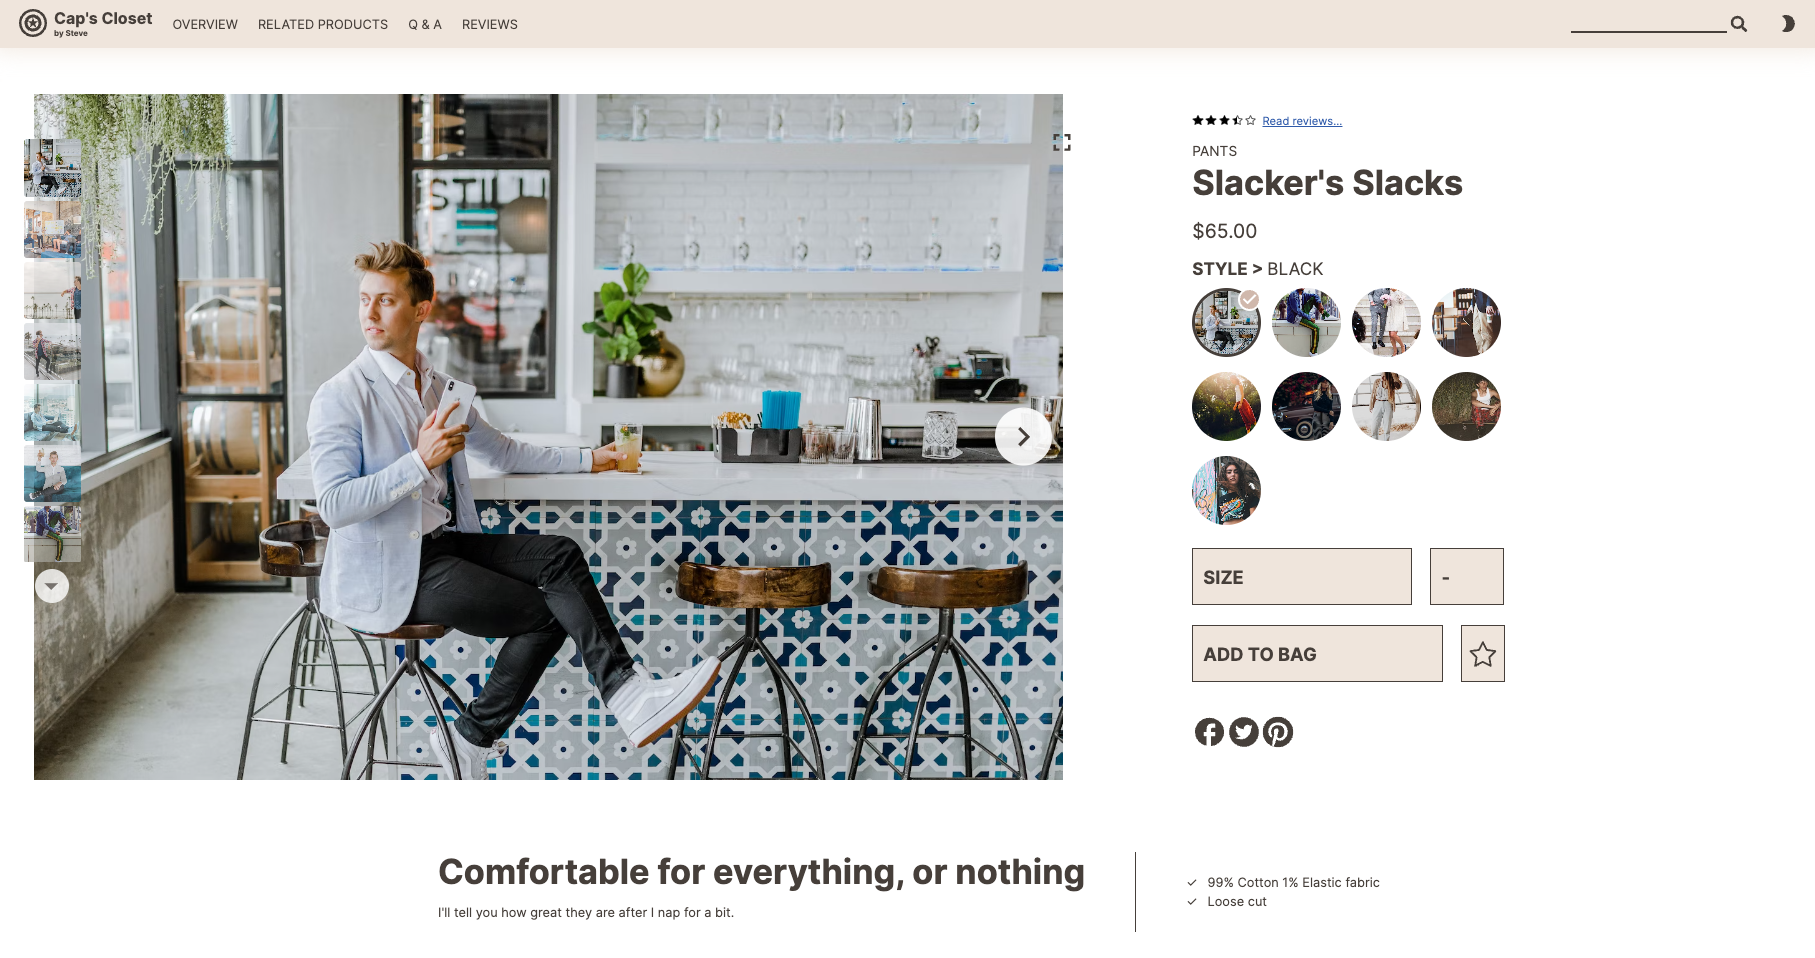 Cap's Closet
by Steve
OVERVIEW
RELATED PRODUCTS
Q & A
REVIEWS
Read reviews...
PANTS
Slacker's Slacks
$65.00
STYLE > BLACK
SIZE
-
ADD TO BAG
Comfortable for everything, or nothing
I'll tell you how great they are after I nap for a bit.
99% Cotton 1% Elastic fabric
Loose cut